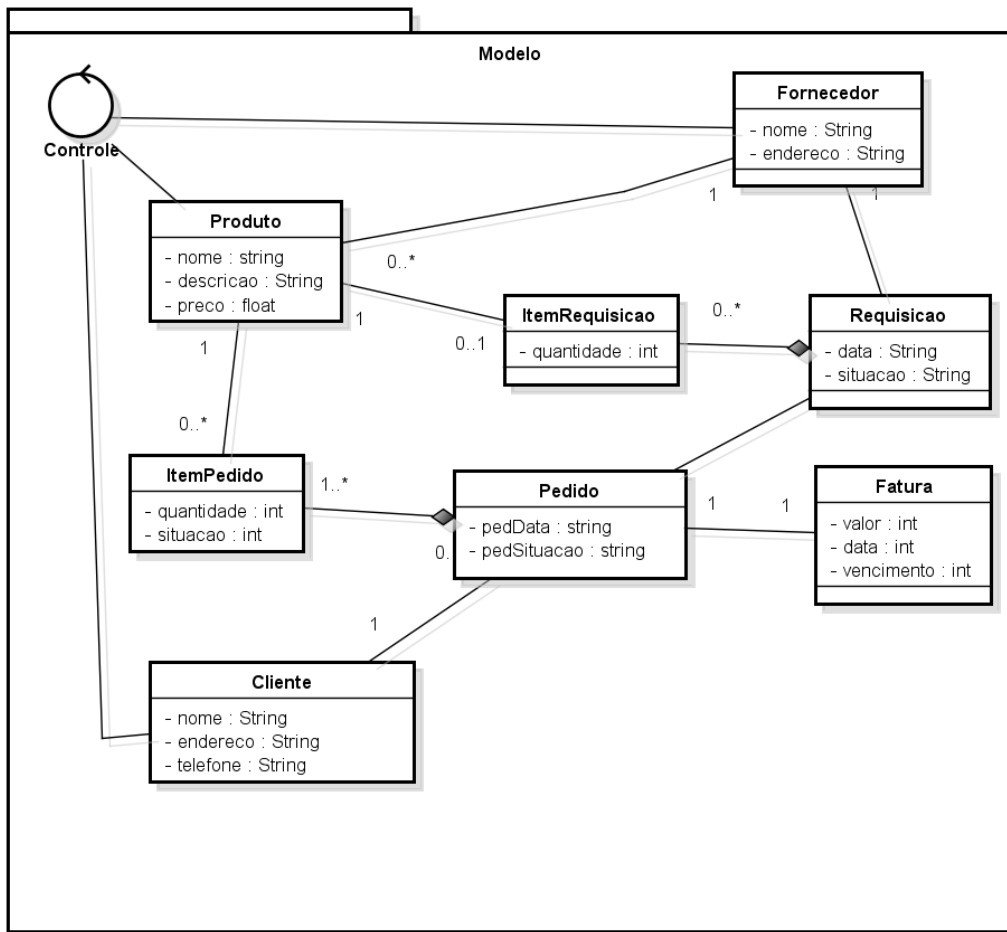 Modelo
Controle
Fornecedor
- nome : String
- endereco : String
1
1
Produto
- nome : string
- descricao : String
- preco : float
0..*
1
0..1
ItemRequisicao
- quantidade : int
0..*
Requisicao
- data : String
- situacao : String
1
0..*
ItemPedido
- quantidade : int
- situacao : int
1..*
0.
Pedido
- pedData : string
- pedSituacao : string
1
1
Fatura
- valor : int
- data : int
- vencimento : int
1
Cliente
- nome : String
- endereco : String
- telefone : String